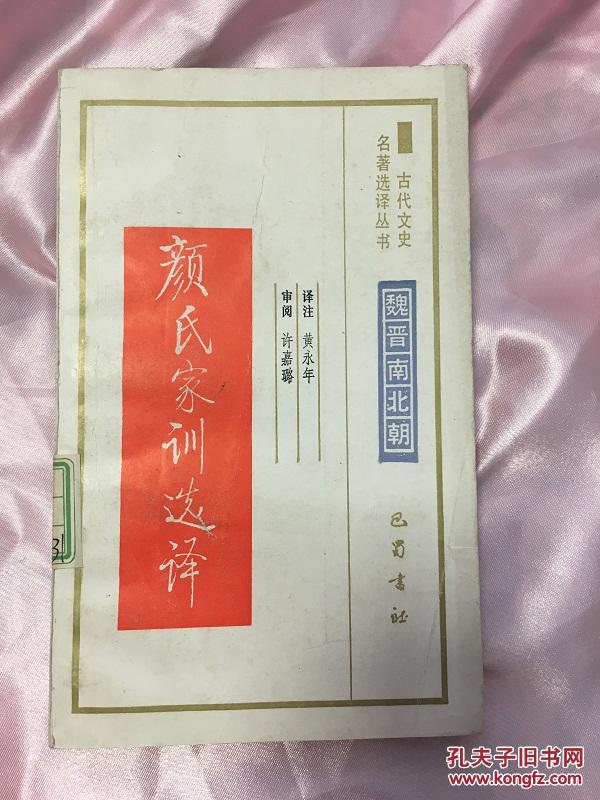 古代文史
名著选译丛书
魏晋南北朝
巴蜀书社
译注 黄永年
审阅 许嘉璐
颜氏家训选译
31
孔夫子旧书网
www.kongfz.com